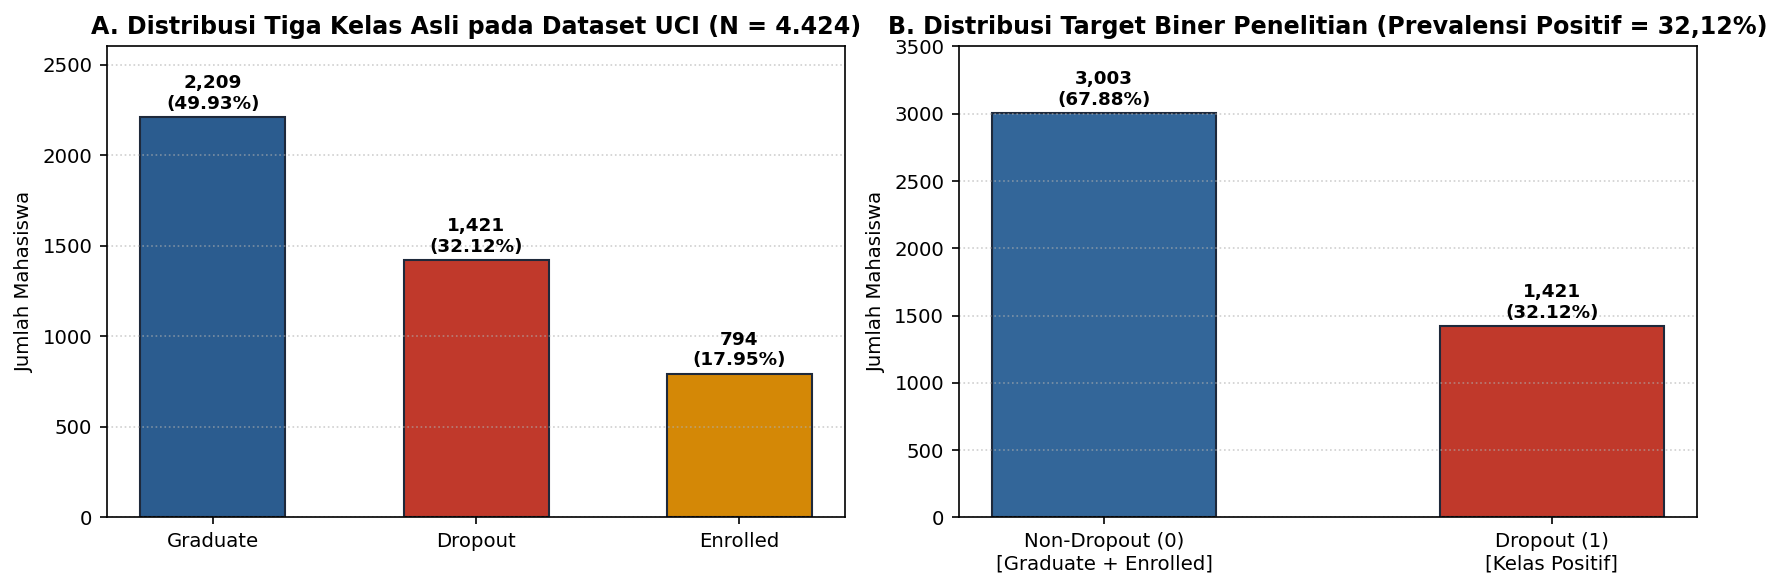 A. Distribusi Tiga Kelas Asli pada Dataset UCI (N = 4.424)
Jumlah Mahasiswa
2500
2000
1500
1000
500
0
2,209
(49.93%)
1,421
(32.12%)
794
(17.95%)
Graduate
Dropout
Enrolled
B. Distribusi Target Biner Penelitian (Prevalensi Positif = 32,12%)
Jumlah Mahasiswa
3500
3000
2500
2000
1500
1000
500
0
3,003
(67.88%)
1,421
(32.12%)
Non-Dropout (0)
[Graduate + Enrolled]
Dropout (1)
[Kelas Positif]